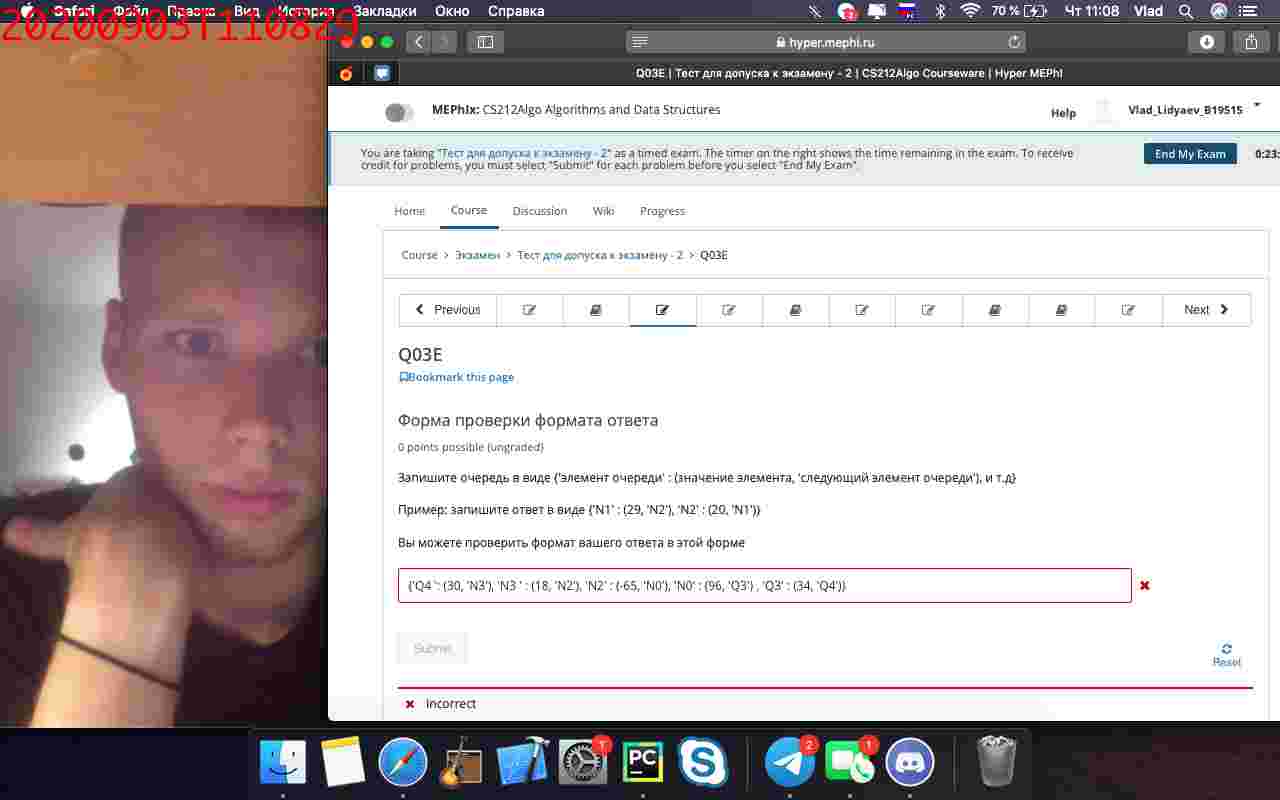 Safari Файл Правка Вид История Закладки Окно Справка 70 % Чт 11:08 Vlad
20200903T110829
hyper.mephi.ru
Q03E | Тест для допуска к экзамену - 2 | CS212Algo Courseware | Hyper MEPhI
MEPhIx: CS212Algo Algorithms and Data Structures
Help
Vlad_Lidyaev_B19515
You are taking "Тест для допуска к экзамену - 2" as a timed exam. The timer on the right shows the time remaining in the exam. To receive
credit for problems, you must select "Submit" for each problem before you select "End My Exam".
End My Exam
0:23:
Home Course Discussion Wiki Progress
Course > Экзамен > Тест для допуска к экзамену - 2 > Q03E
Previous
Next
Q03E
Bookmark this page
Форма проверки формата ответа
0 points possible (ungraded)
Запишите очередь в виде {'элемент очереди' : (значение элемента, 'следующий элемент очереди'), и т.д}
Пример: запишите ответ в виде {'N1' : (29, 'N2'), 'N2' : (20, 'N1')}
Вы можете проверить формат вашего ответа в этой форме
{'Q4 ': (30, 'N3'), 'N3 ' : (18, 'N2'), 'N2' : (-65, 'N0'), 'N0' : (96, 'Q3') , 'Q3' : (34, 'Q4')}
Submit
Reset
Incorrect
PC
2
1